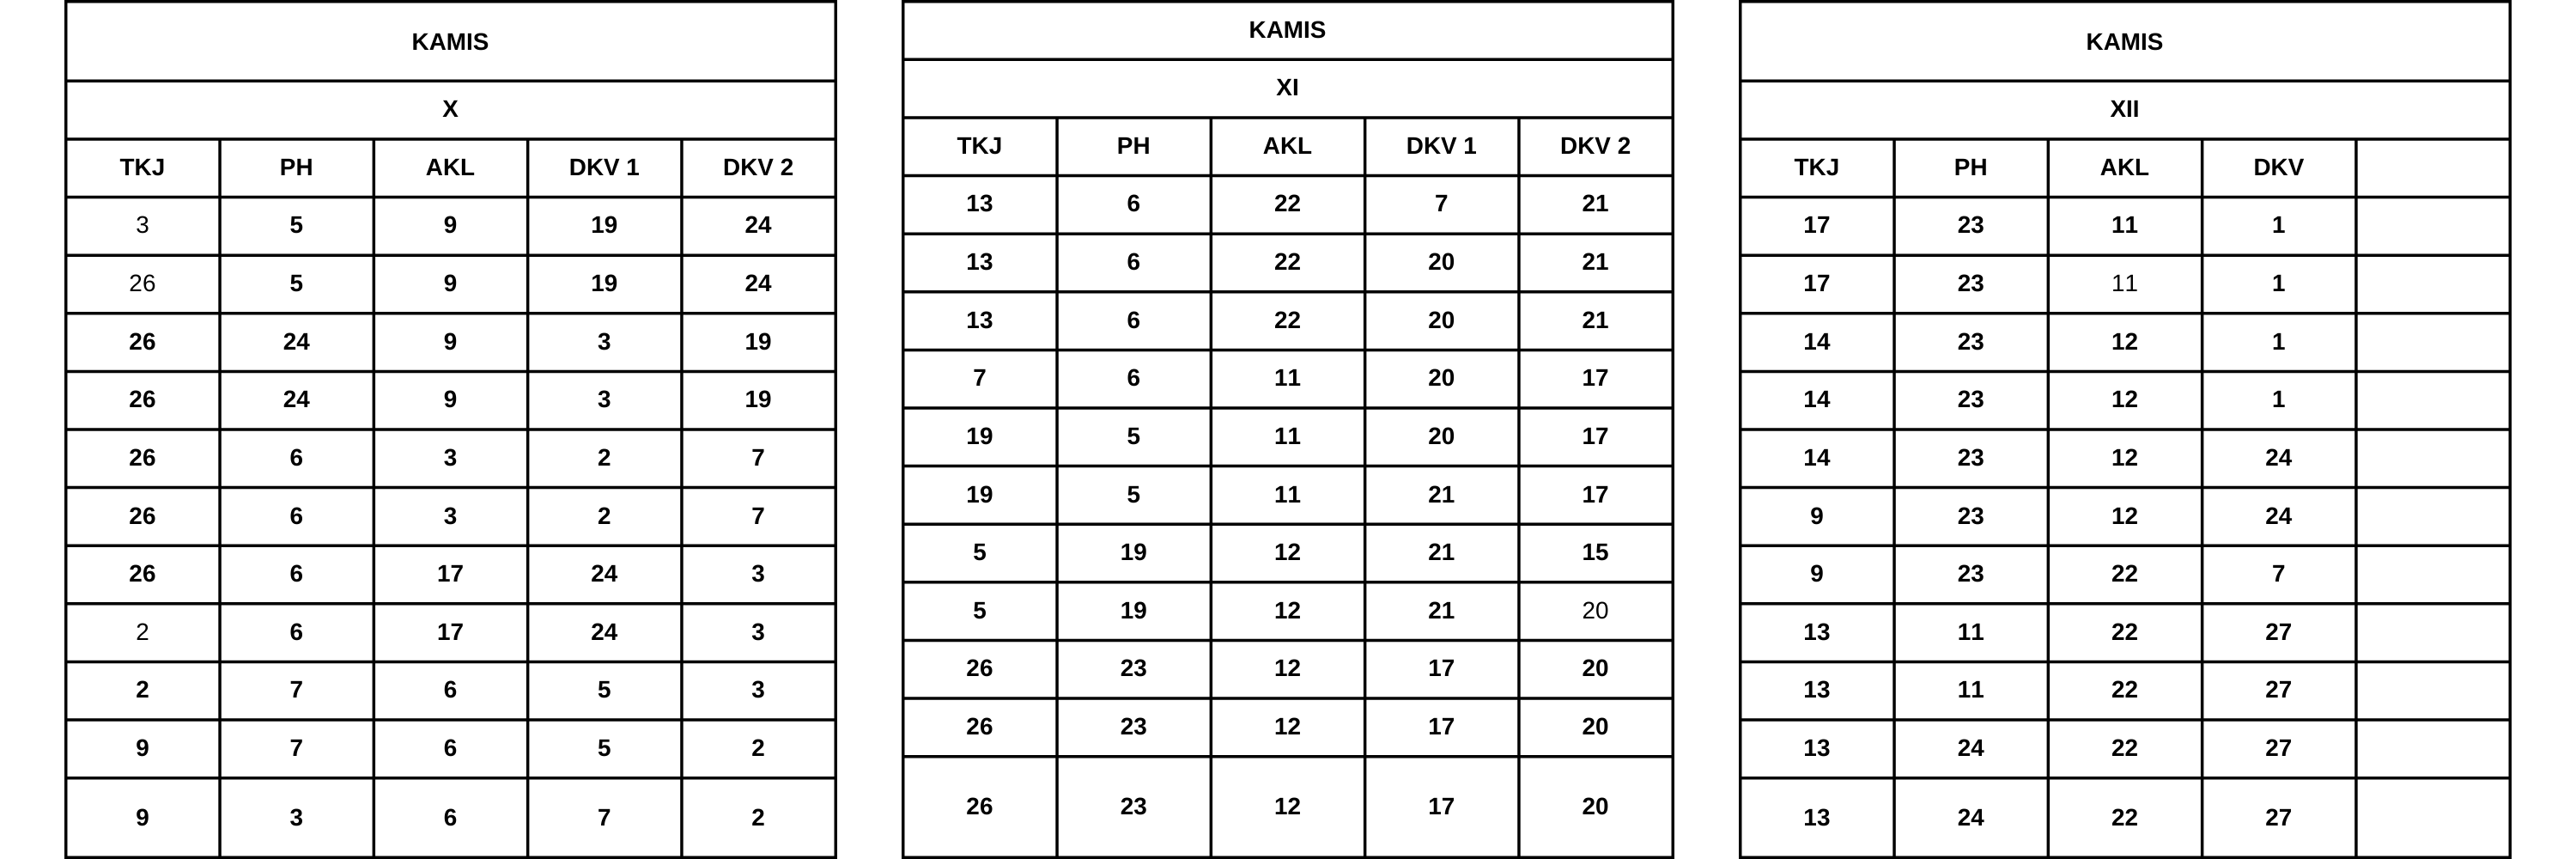 KAMIS
X
TKJ PH AKL DKV 1 DKV 2
3 5 9 19 24
26 5 9 19 24
26 24 9 3 19
26 24 9 3 19
26 6 3 2 7
26 6 3 2 7
26 6 17 24 3
2 6 17 24 3
2 7 6 5 3
9 7 6 5 2
9 3 6 7 2
KAMIS
XI
TKJ PH AKL DKV 1 DKV 2
13 6 22 7 21
13 6 22 20 21
13 6 22 20 21
7 6 11 20 17
19 5 11 20 17
19 5 11 21 17
5 19 12 21 15
5 19 12 21 20
26 23 12 17 20
26 23 12 17 20
26 23 12 17 20
KAMIS
XII
TKJ PH AKL DKV
17 23 11 1
17 23 11 1
14 23 12 1
14 23 12 1
14 23 12 24
9 23 12 24
9 23 22 7
13 11 22 27
13 11 22 27
13 24 22 27
13 24 22 27